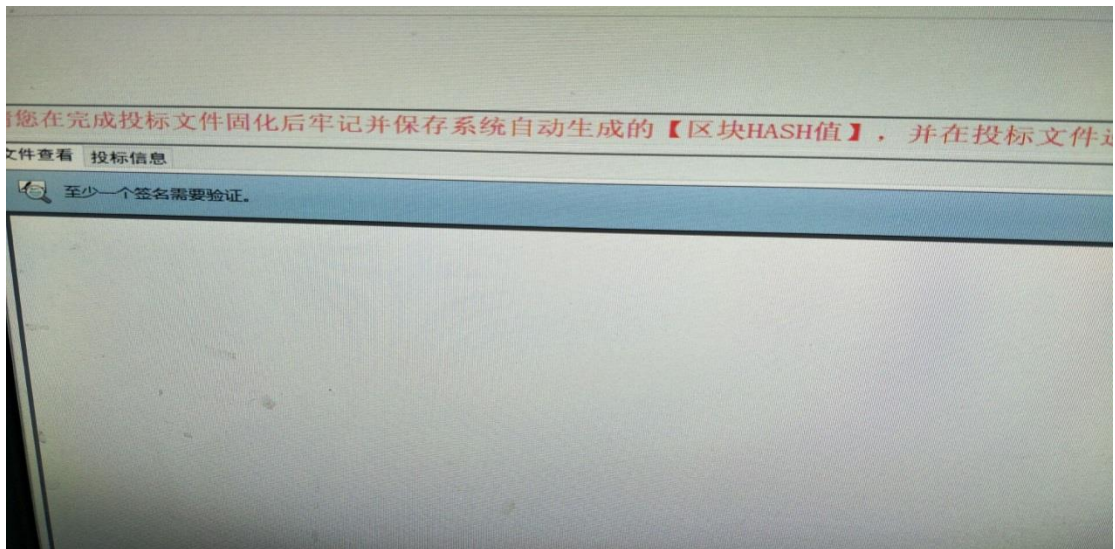 您在完成投标文件固化后牢记并保存系统自动生成的【区块HASH值】，并在投标文件
文件查看 投标信息
至少一个签名需要验证。